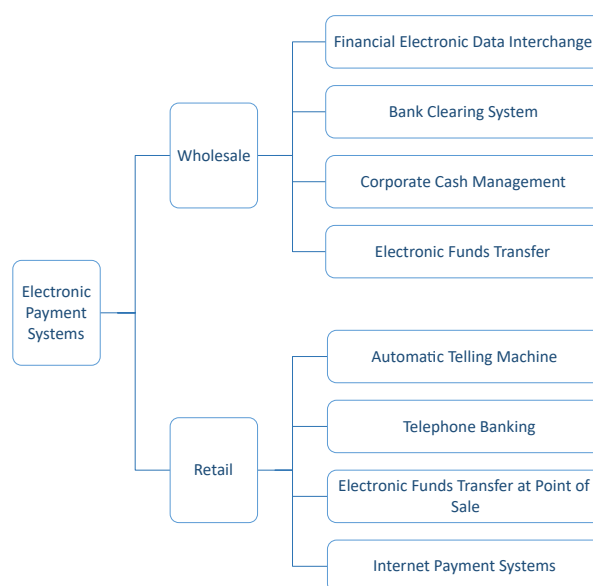 Financial Electronic Data Interchange
Bank Clearing System
Wholesale
Corporate Cash Management
Electronic Funds Transfer
Electronic
Payment
Systems
Automatic Telling Machine
Telephone Banking
Retail
Electronic Funds Transfer at Point of
Sale
Internet Payment Systems